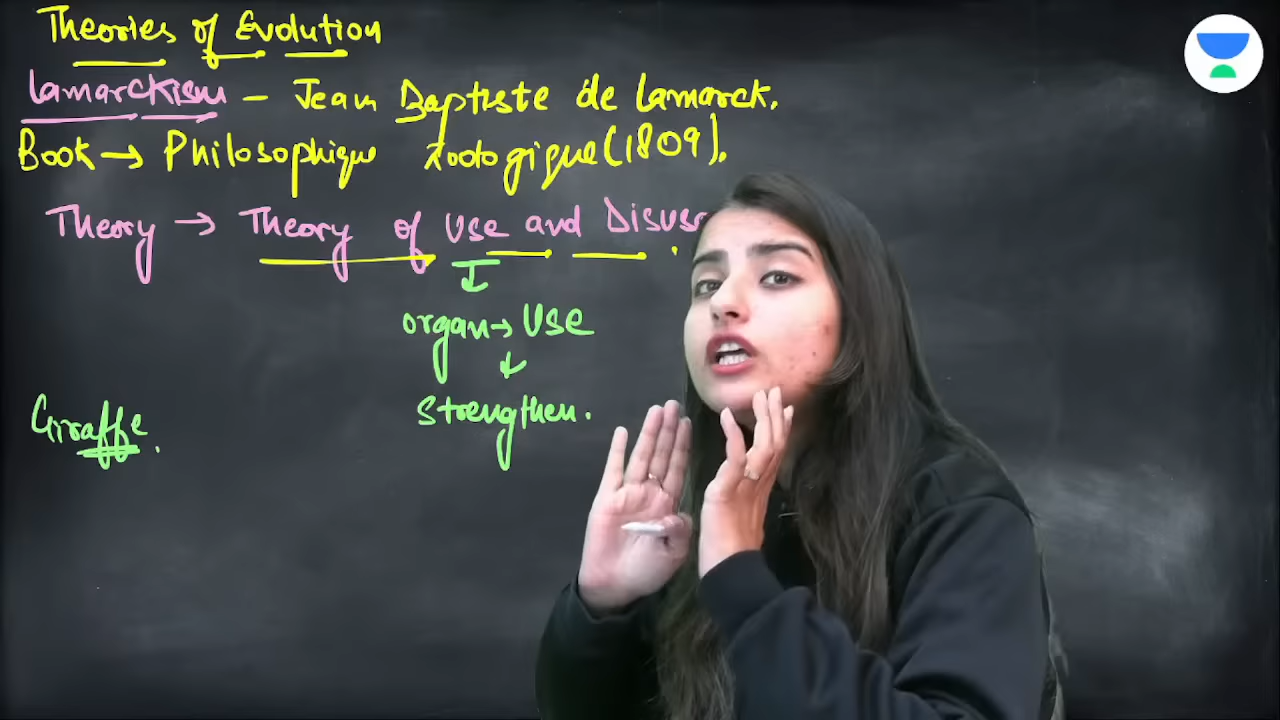 Theories of Evolution
Lamarckism – Jean Baptiste de Lamarck.
Book → Philosophique Zoologique (1809).
Theory → Theory of Use and Disuse
↓
organ → Use
↓
Giraffe.
Strengthen.